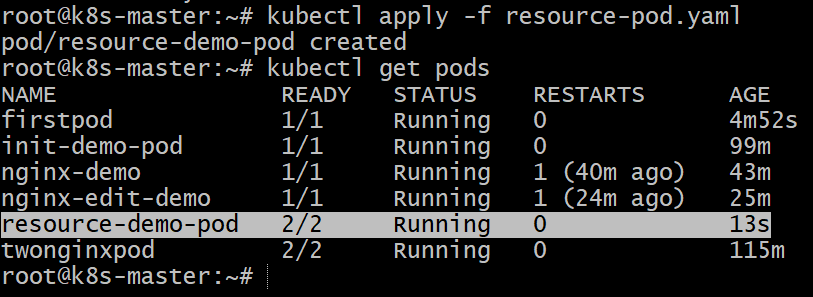 root@k8s-master:~# kubectl apply -f resource-pod.yaml
pod/resource-demo-pod created
root@k8s-master:~# kubectl get pods
NAME READY STATUS RESTARTS AGE
firstpod 1/1 Running 0 4m52s
init-demo-pod 1/1 Running 0 99m
nginx-demo 1/1 Running 1 (40m ago) 43m
nginx-edit-demo 1/1 Running 1 (24m ago) 25m
resource-demo-pod 2/2 Running 0 13s
twonginxpod 2/2 Running 0 115m
root@k8s-master:~#